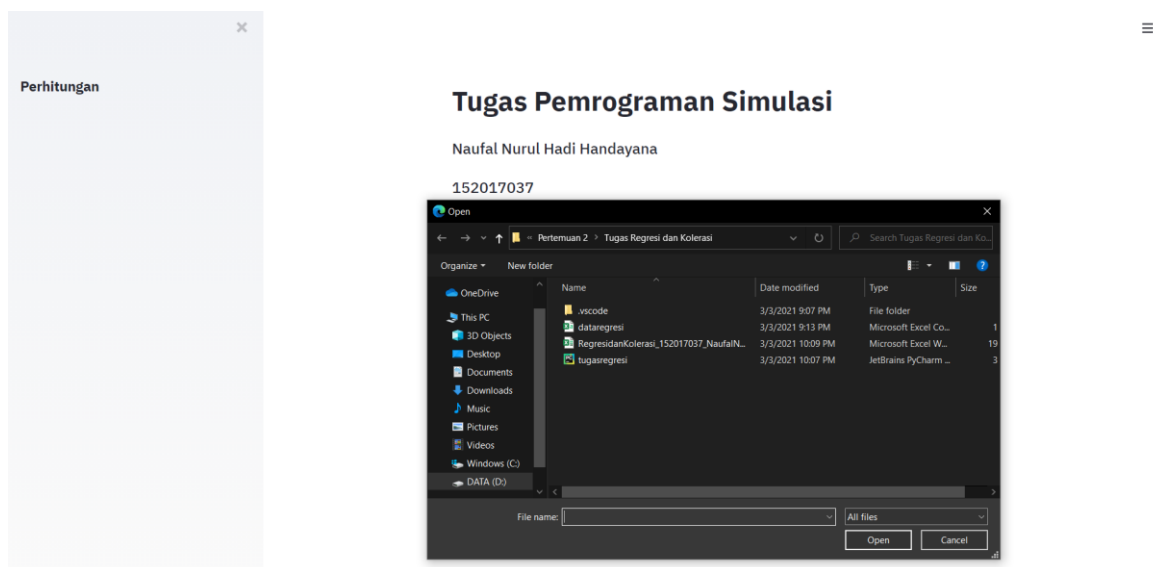 Perhitungan
Tugas Pemrograman Simulasi
Naufal Nurul Hadi Handayana
152017037
Open
« Pertemuan 2 > Tugas Regresi dan Kolerasi
Search Tugas Regresi dan Ko...
Organize
New folder
Name Date modified Type Size
.vscode 3/3/2021 9:07 PM File folder
dataregresi 3/3/2021 9:13 PM Microsoft Excel Co... 1
RegresidanKolerasi_152017037_NaufalN... 3/3/2021 10:09 PM Microsoft Excel W... 19
tugasregresi 3/3/2021 10:07 PM JetBrains PyCharm ... 3
OneDrive
This PC
3D Objects
Desktop
Documents
Downloads
Music
Pictures
Videos
Windows (C:)
DATA (D:)
File name:
All files
Open
Cancel